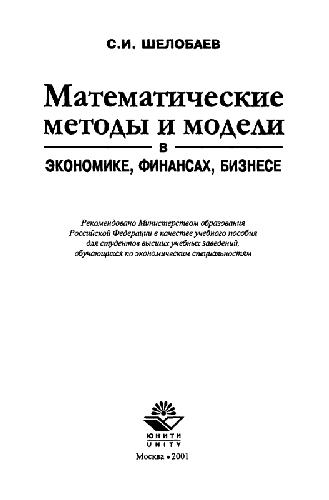 С.И. ШЕЛОБАЕВ
Математические
методы и модели
В
ЭКОНОМИКЕ, ФИНАНСАХ, БИЗНЕСЕ
Рекомендовано Министерством образования
Российской Федерации в качестве учебного пособия
для студентов высших учебных заведений,
обучающихся по экономическим специальностям
ЮНИТИ
UNITY
Москва • 2001